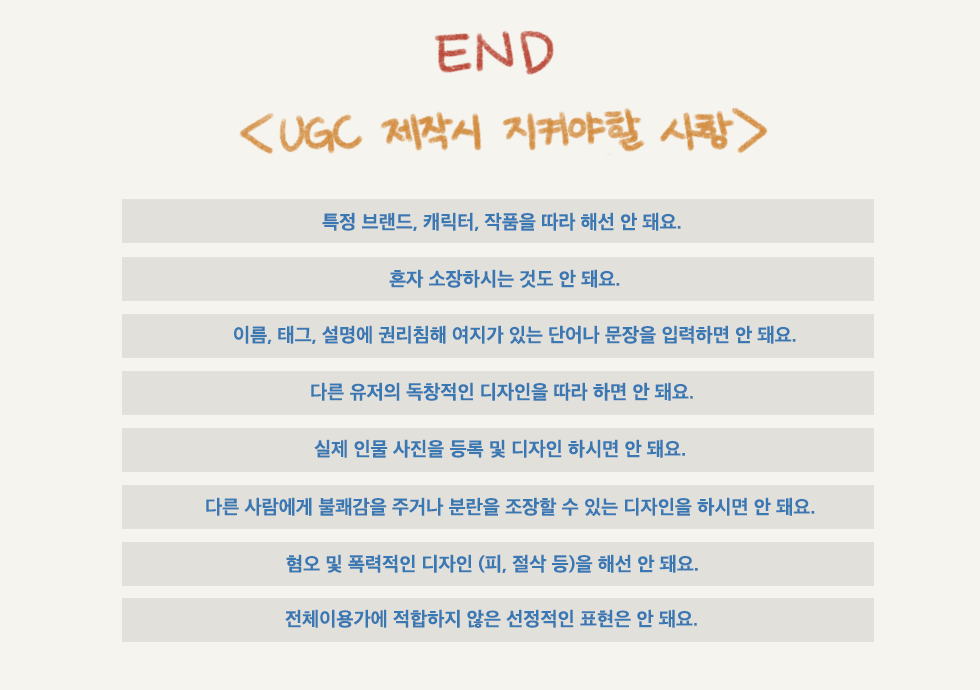 END
<UGC 제작시 지켜야할 사항>
특정 브랜드, 캐릭터, 작품을 따라 해선 안 돼요.
혼자 소장하시는 것도 안 돼요.
이름, 태그, 설명에 권리침해 여지가 있는 단어나 문장을 입력하면 안 돼요.
다른 유저의 독창적인 디자인을 따라 하면 안 돼요.
실제 인물 사진을 등록 및 디자인 하시면 안 돼요.
다른 사람에게 불쾌감을 주거나 분란을 조장할 수 있는 디자인을 하시면 안 돼요.
혐오 및 폭력적인 디자인 (피, 절삭 등)을 해선 안 돼요.
전체이용가에 적합하지 않은 선정적인 표현은 안 돼요.